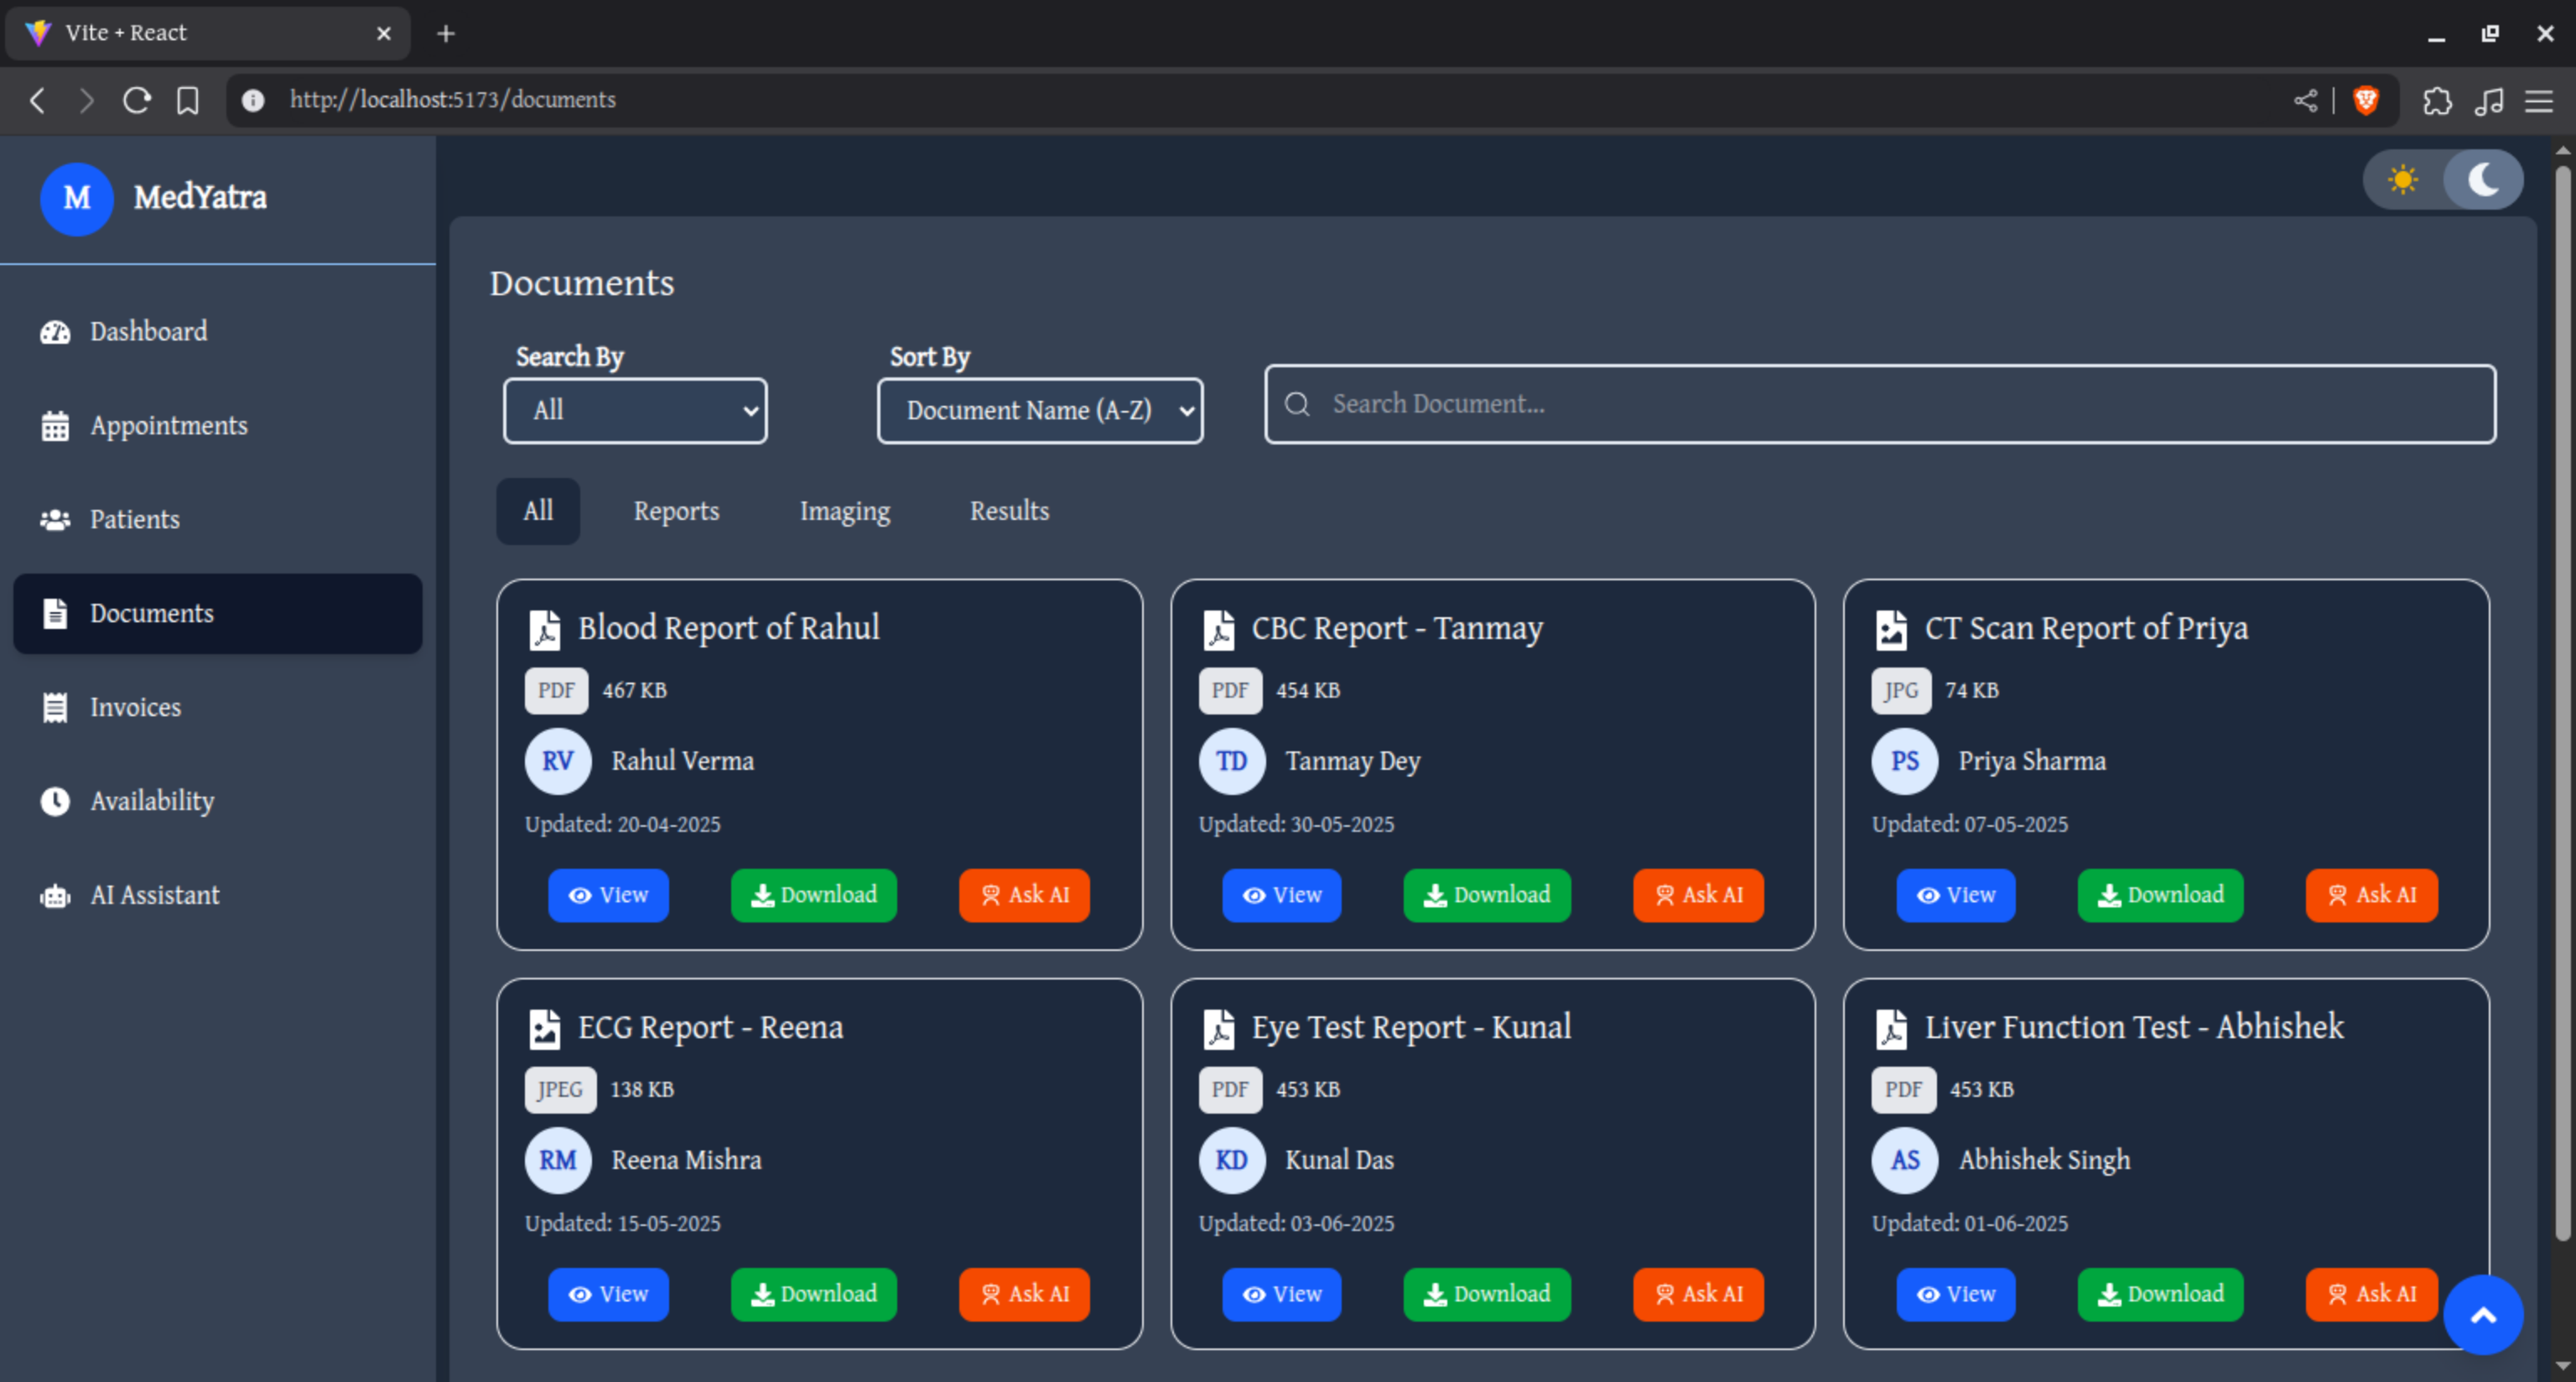 Vite + React
http://localhost:5173/documents
M MedYatra
Dashboard
Appointments
Patients
Documents
Invoices
Availability
AI Assistant
Documents
Search By
All
Sort By
Document Name (A-Z)
Search Document...
All Reports Imaging Results
Blood Report of Rahul
PDF 467 KB
RV Rahul Verma
Updated: 20-04-2025
View Download Ask AI
CBC Report - Tanmay
PDF 454 KB
TD Tanmay Dey
Updated: 30-05-2025
View Download Ask AI
CT Scan Report of Priya
JPG 74 KB
PS Priya Sharma
Updated: 07-05-2025
View Download Ask AI
ECG Report - Reena
JPEG 138 KB
RM Reena Mishra
Updated: 15-05-2025
View Download Ask AI
Eye Test Report - Kunal
PDF 453 KB
KD Kunal Das
Updated: 03-06-2025
View Download Ask AI
Liver Function Test - Abhishek
PDF 453 KB
AS Abhishek Singh
Updated: 01-06-2025
View Download Ask AI